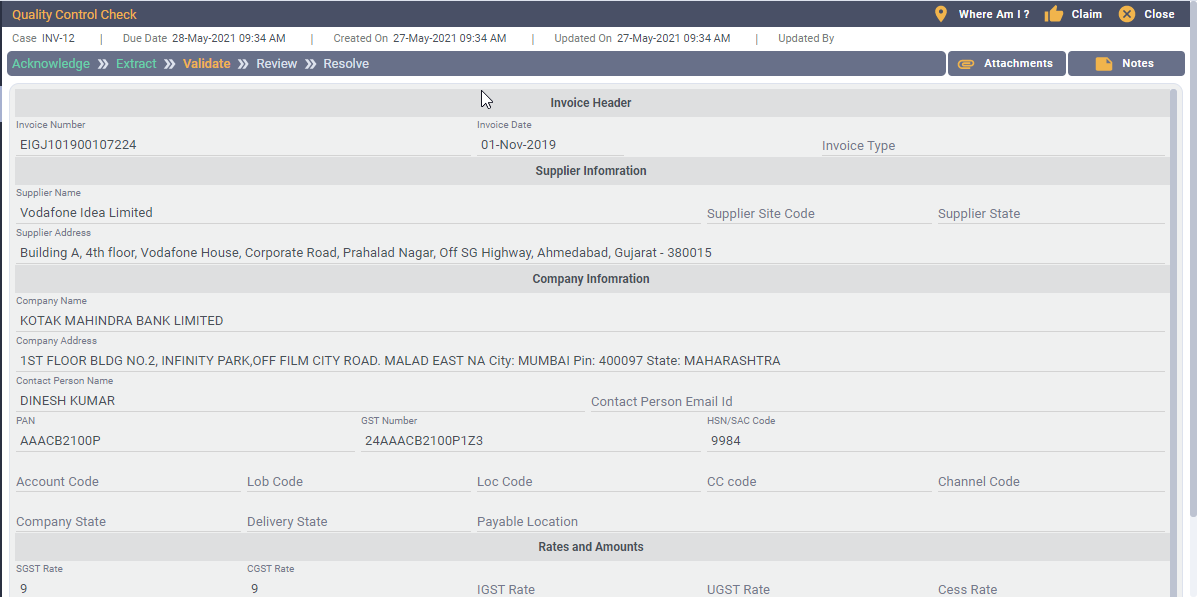 Quality Control Check Where Am I ? Claim Close
Case INV-12 | Due Date 28-May-2021 09:34 AM | Created On 27-May-2021 09:34 AM | Updated On 27-May-2021 09:34 AM | Updated By
Acknowledge » Extract » Validate » Review » Resolve Attachments Notes
Invoice Header
Invoice Number Invoice Date
EIGJ101900107224 01-Nov-2019 Invoice Type
Supplier Infomration
Supplier Name
Vodafone Idea Limited Supplier Site Code Supplier State
Supplier Address
Building A, 4th floor, Vodafone House, Corporate Road, Prahalad Nagar, Off SG Highway, Ahmedabad, Gujarat - 380015
Company Infomration
Company Name
KOTAK MAHINDRA BANK LIMITED
Company Address
1ST FLOOR BLDG NO.2, INFINITY PARK,OFF FILM CITY ROAD. MALAD EAST NA City: MUMBAI Pin: 400097 State: MAHARASHTRA
Contact Person Name
DINESH KUMAR Contact Person Email Id
PAN GST Number HSN/SAC Code
AAACB2100P 24AAACB2100P1Z3 9984
Account Code Lob Code Loc Code CC code Channel Code
Company State Delivery State Payable Location
Rates and Amounts
SGST Rate CGST Rate
9 9 IGST Rate UGST Rate Cess Rate